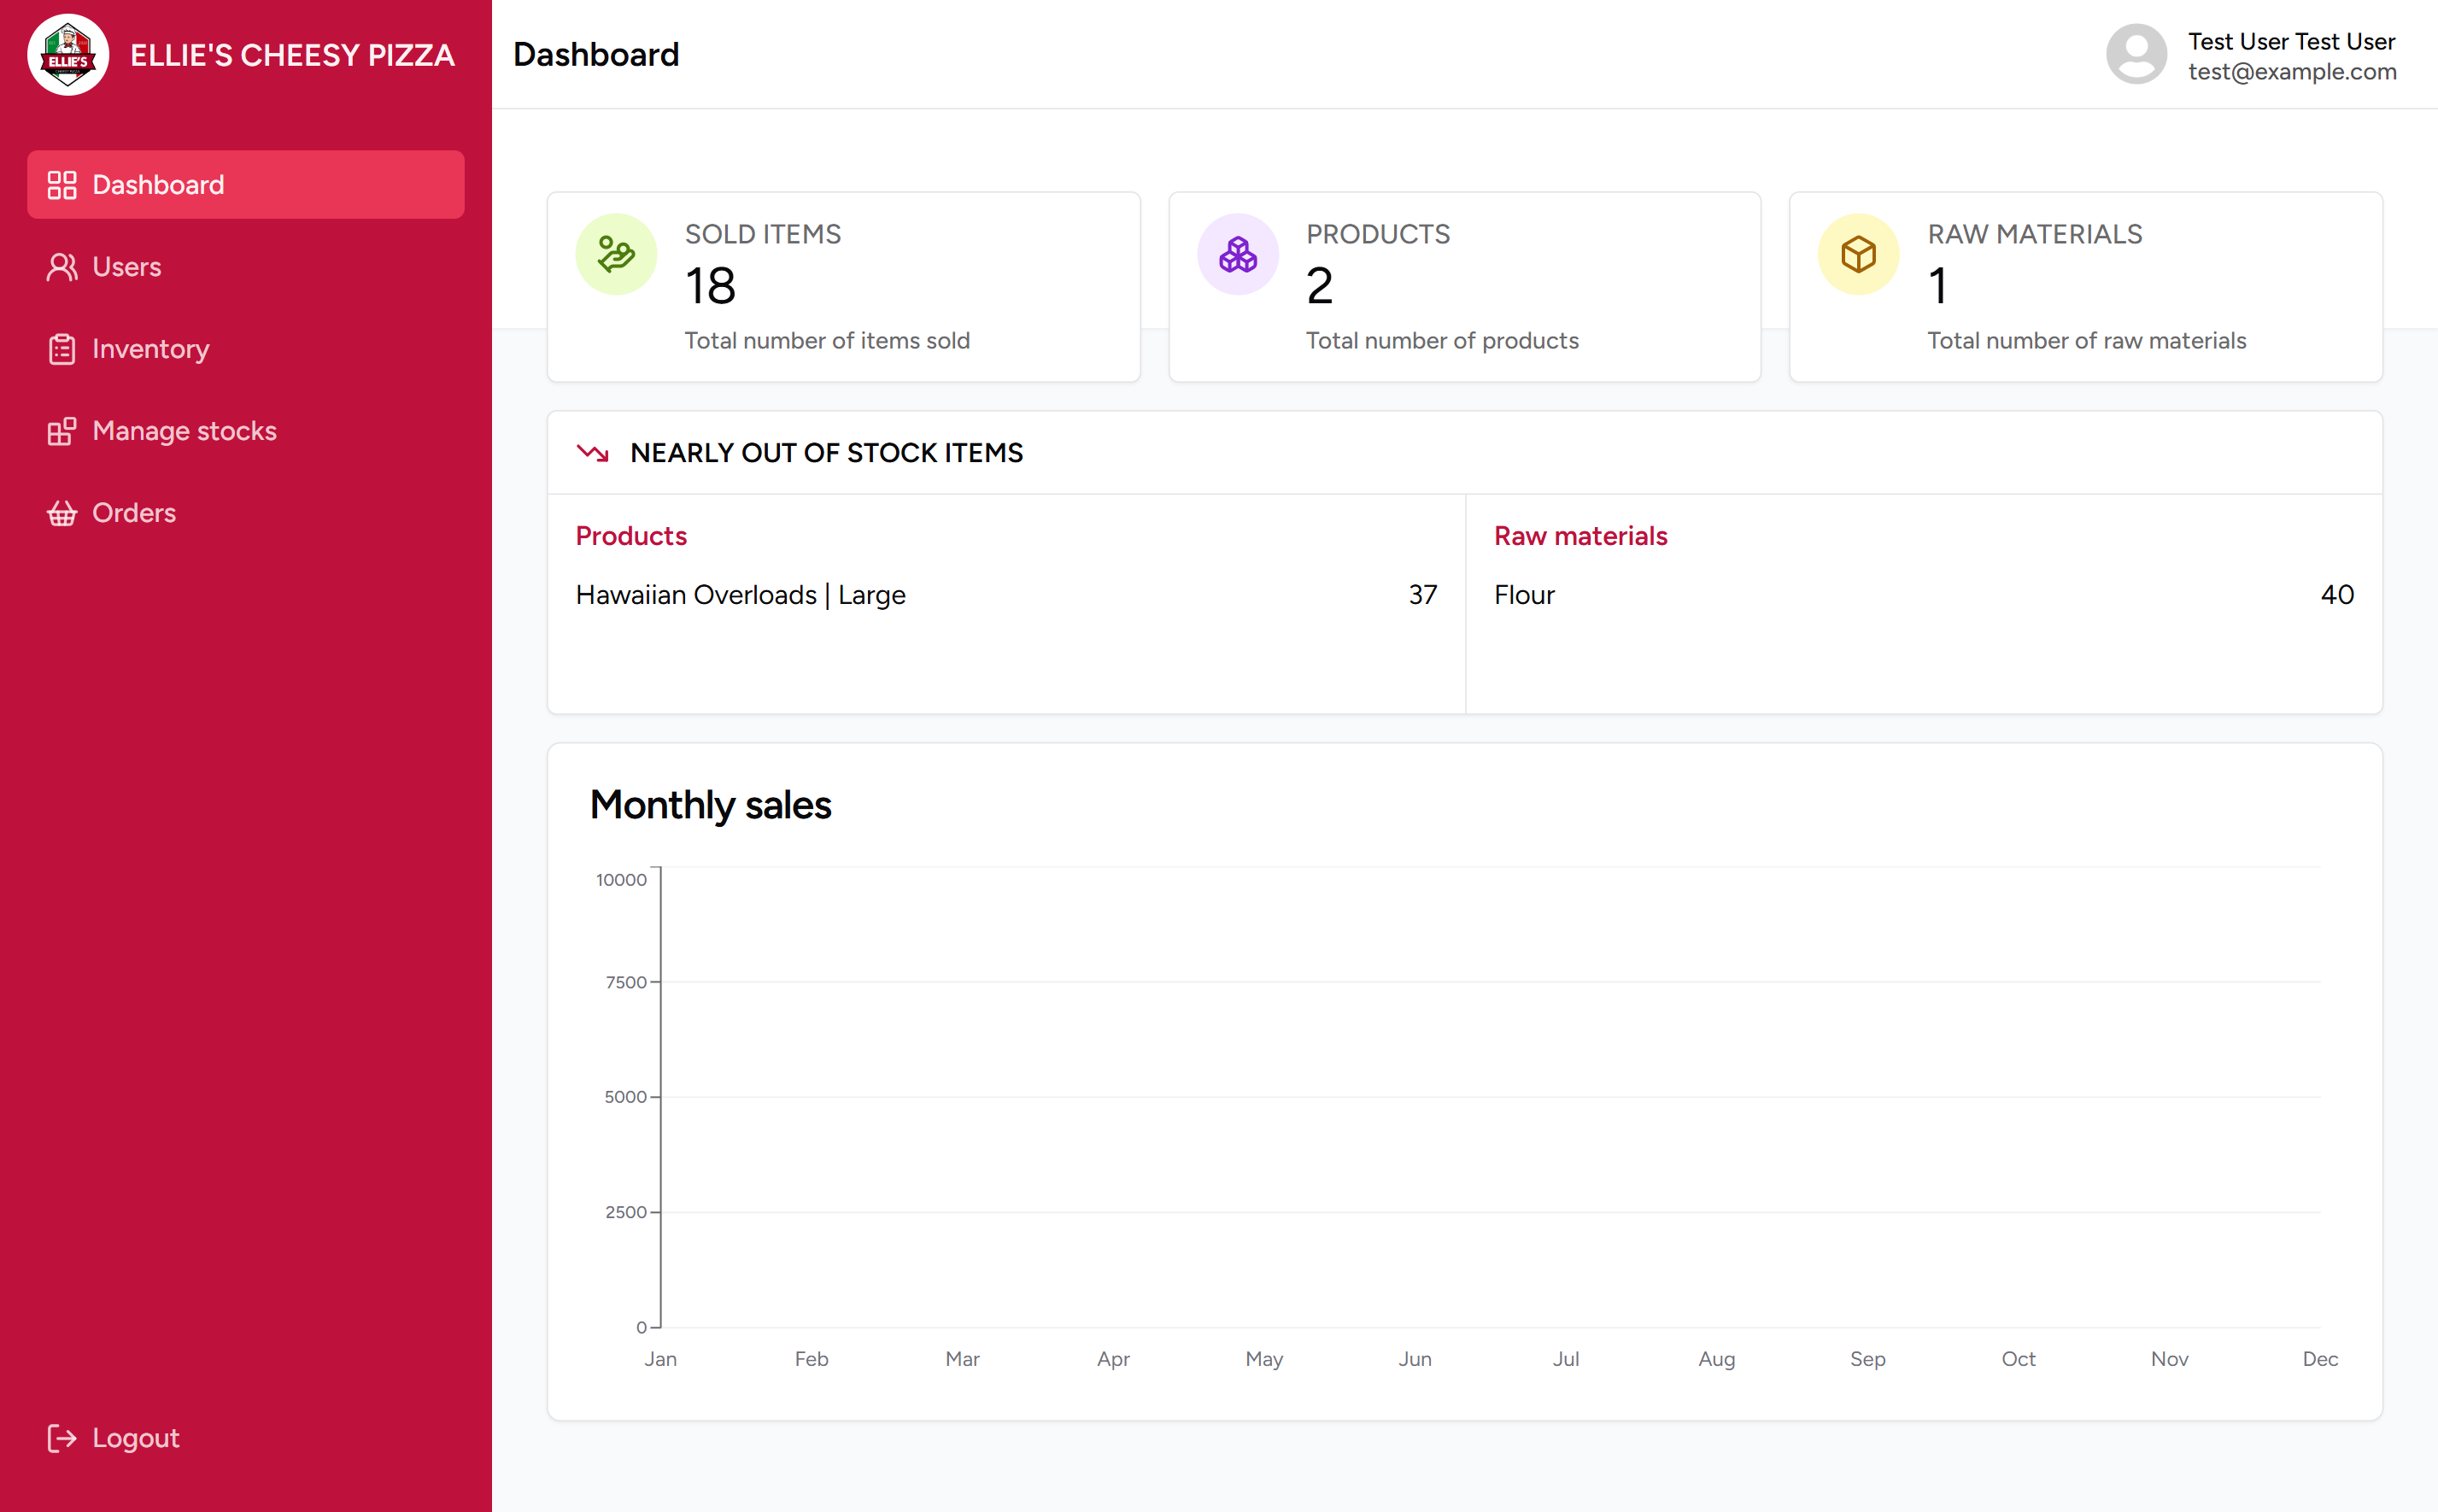 ELLIE'S
ELLIE'S CHEESY PIZZA
Dashboard
Users
Inventory
Manage stocks
Orders
Logout
Dashboard
Test User Test User
test@example.com
SOLD ITEMS
18
Total number of items sold
PRODUCTS
2
Total number of products
RAW MATERIALS
1
Total number of raw materials
NEARLY OUT OF STOCK ITEMS
Products
Hawaiian Overloads | Large 37
Raw materials
Flour 40
Monthly sales
10000
7500
5000
2500
0
Jan Feb Mar Apr May Jun Jul Aug Sep Oct Nov Dec